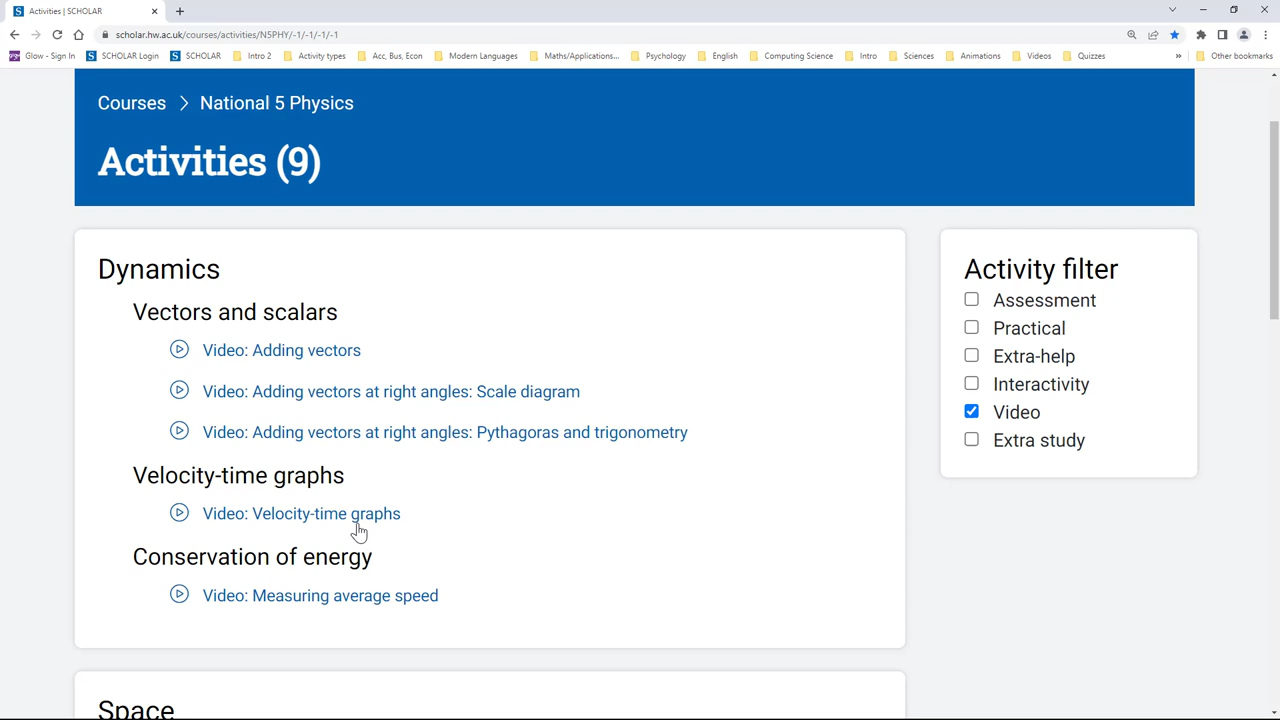 Activities | SCHOLAR
scholar.hw.ac.uk/courses/activities/N5PHY/-1/-1/-1/-1
Glow - Sign In SCHOLAR Login SCHOLAR Intro 2 Activity types Acc, Bus, Econ Modern Languages Maths/Applications... Psychology English Computing Science Intro Sciences Animations Videos Quizzes » Other bookmarks
Courses > National 5 Physics
Activities (9)
Dynamics
Vectors and scalars
Video: Adding vectors
Video: Adding vectors at right angles: Scale diagram
Video: Adding vectors at right angles: Pythagoras and trigonometry
Velocity-time graphs
Video: Velocity-time graphs
Conservation of energy
Video: Measuring average speed
Space
Activity filter
Assessment
Practical
Extra-help
Interactivity
Video
Extra study